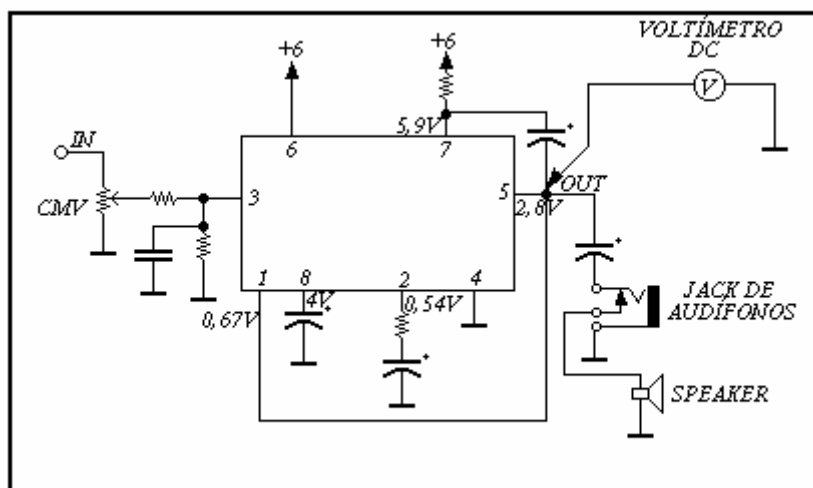 VOLTÍMETRO
DC
+6
+6
V
IN
5,9V
6
7
CMV
3
5
OUT
2,8V
1
8
2
4
4V
0,54V
0,67V
JACK DE
AUDÍFONOS
SPEAKER
+
+
+
+